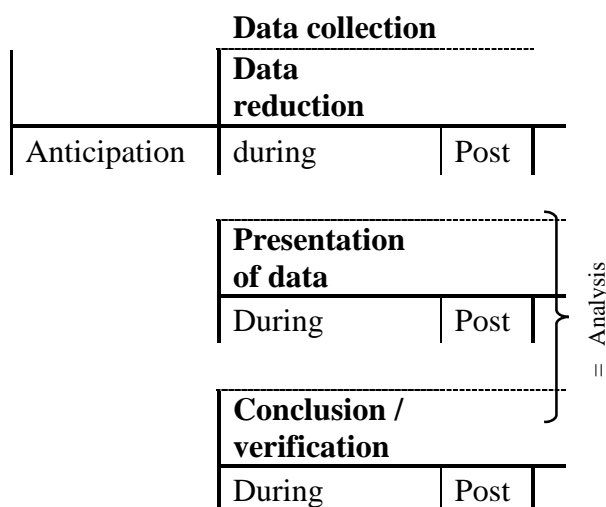 Data collection
Data
reduction
Anticipation during Post
Presentation
of data
During Post
= Analysis
Conclusion /
verification
During Post